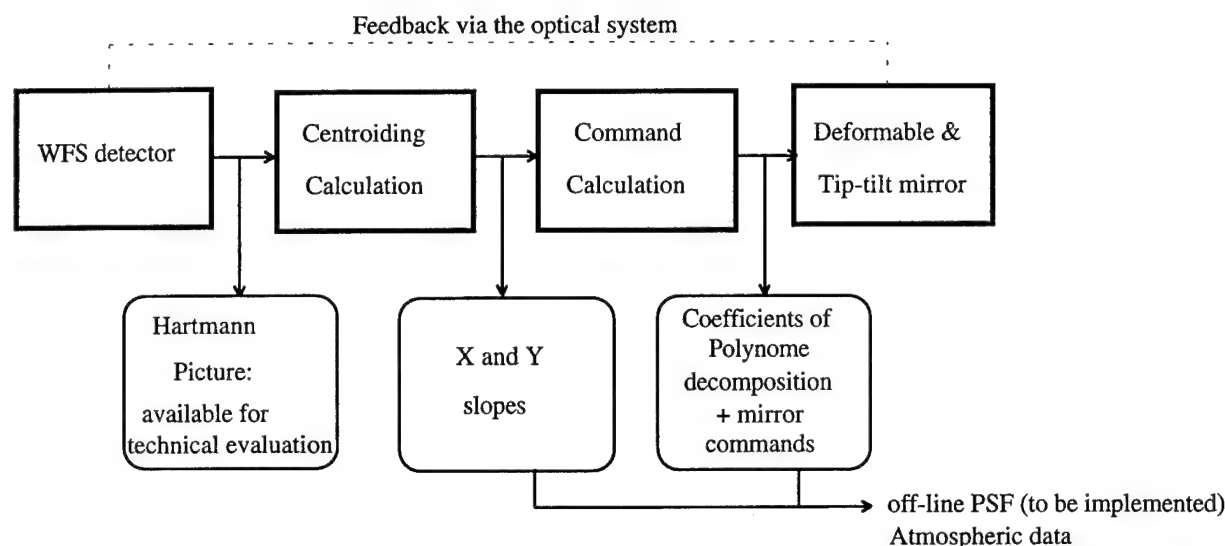 Feedback via the optical system
WFS detector
Centroiding
Calculation
Command
Calculation
Deformable &
Tip-tilt mirror
Hartmann
Picture:
available for
technical evaluation
X and Y
slopes
Coefficients of
Polynome
decomposition
+ mirror
commands
off-line PSF (to be implemented)
Atmospheric data